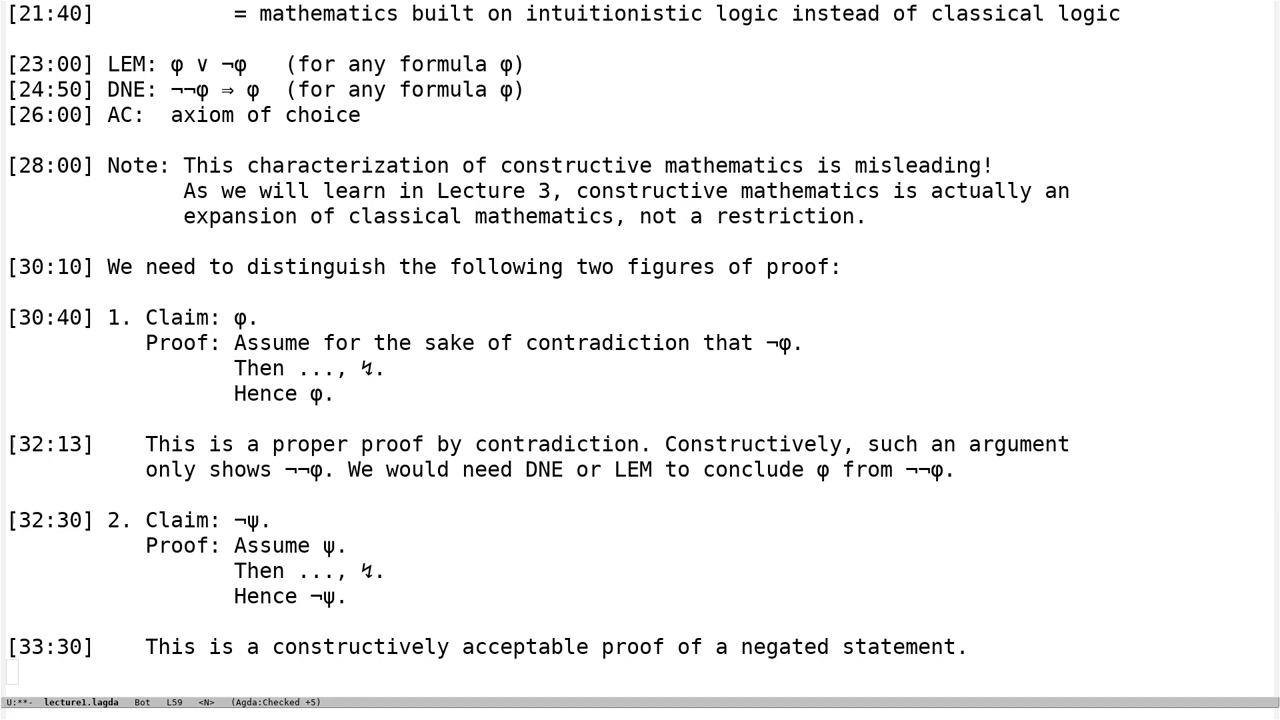 [21:40]           = mathematics built on intuitionistic logic instead of classical logic
[23:00] LEM: φ ∨ ¬φ   (for any formula φ)
[24:50] DNE: ¬¬φ ⇒ φ  (for any formula φ)
[26:00] AC:  axiom of choice
[28:00] Note: This characterization of constructive mathematics is misleading!
              As we will learn in Lecture 3, constructive mathematics is actually an
              expansion of classical mathematics, not a restriction.
[30:10] We need to distinguish the following two figures of proof:
[30:40] 1. Claim: φ.
           Proof: Assume for the sake of contradiction that ¬φ.
                  Then ..., ↯.
                  Hence φ.
[32:13]    This is a proper proof by contradiction. Constructively, such an argument
           only shows ¬¬φ. We would need DNE or LEM to conclude φ from ¬¬φ.
[32:30] 2. Claim: ¬ψ.
           Proof: Assume ψ.
                  Then ..., ↯.
                  Hence ¬ψ.
[33:30]    This is a constructively acceptable proof of a negated statement.
U:**-  lecture1.lagda   Bot   L59   <N>   (Agda:Checked +5)